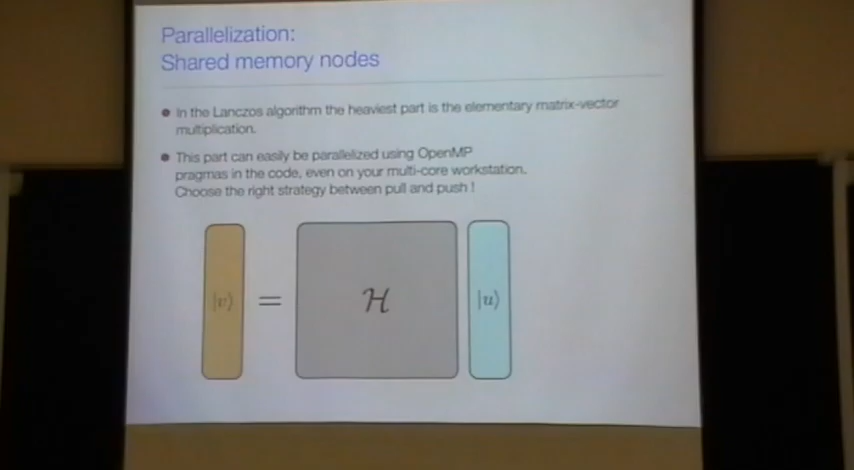 Parallelization:
Shared memory nodes
● In the Lanczos algorithm the heaviest part is the elementary matrix-vector
multiplication.
● This part can easily be parallelized using OpenMP
pragmas in the code, even on your multi-core workstation.
Choose the right strategy between pull and push !
|v⟩ = ℋ |u⟩